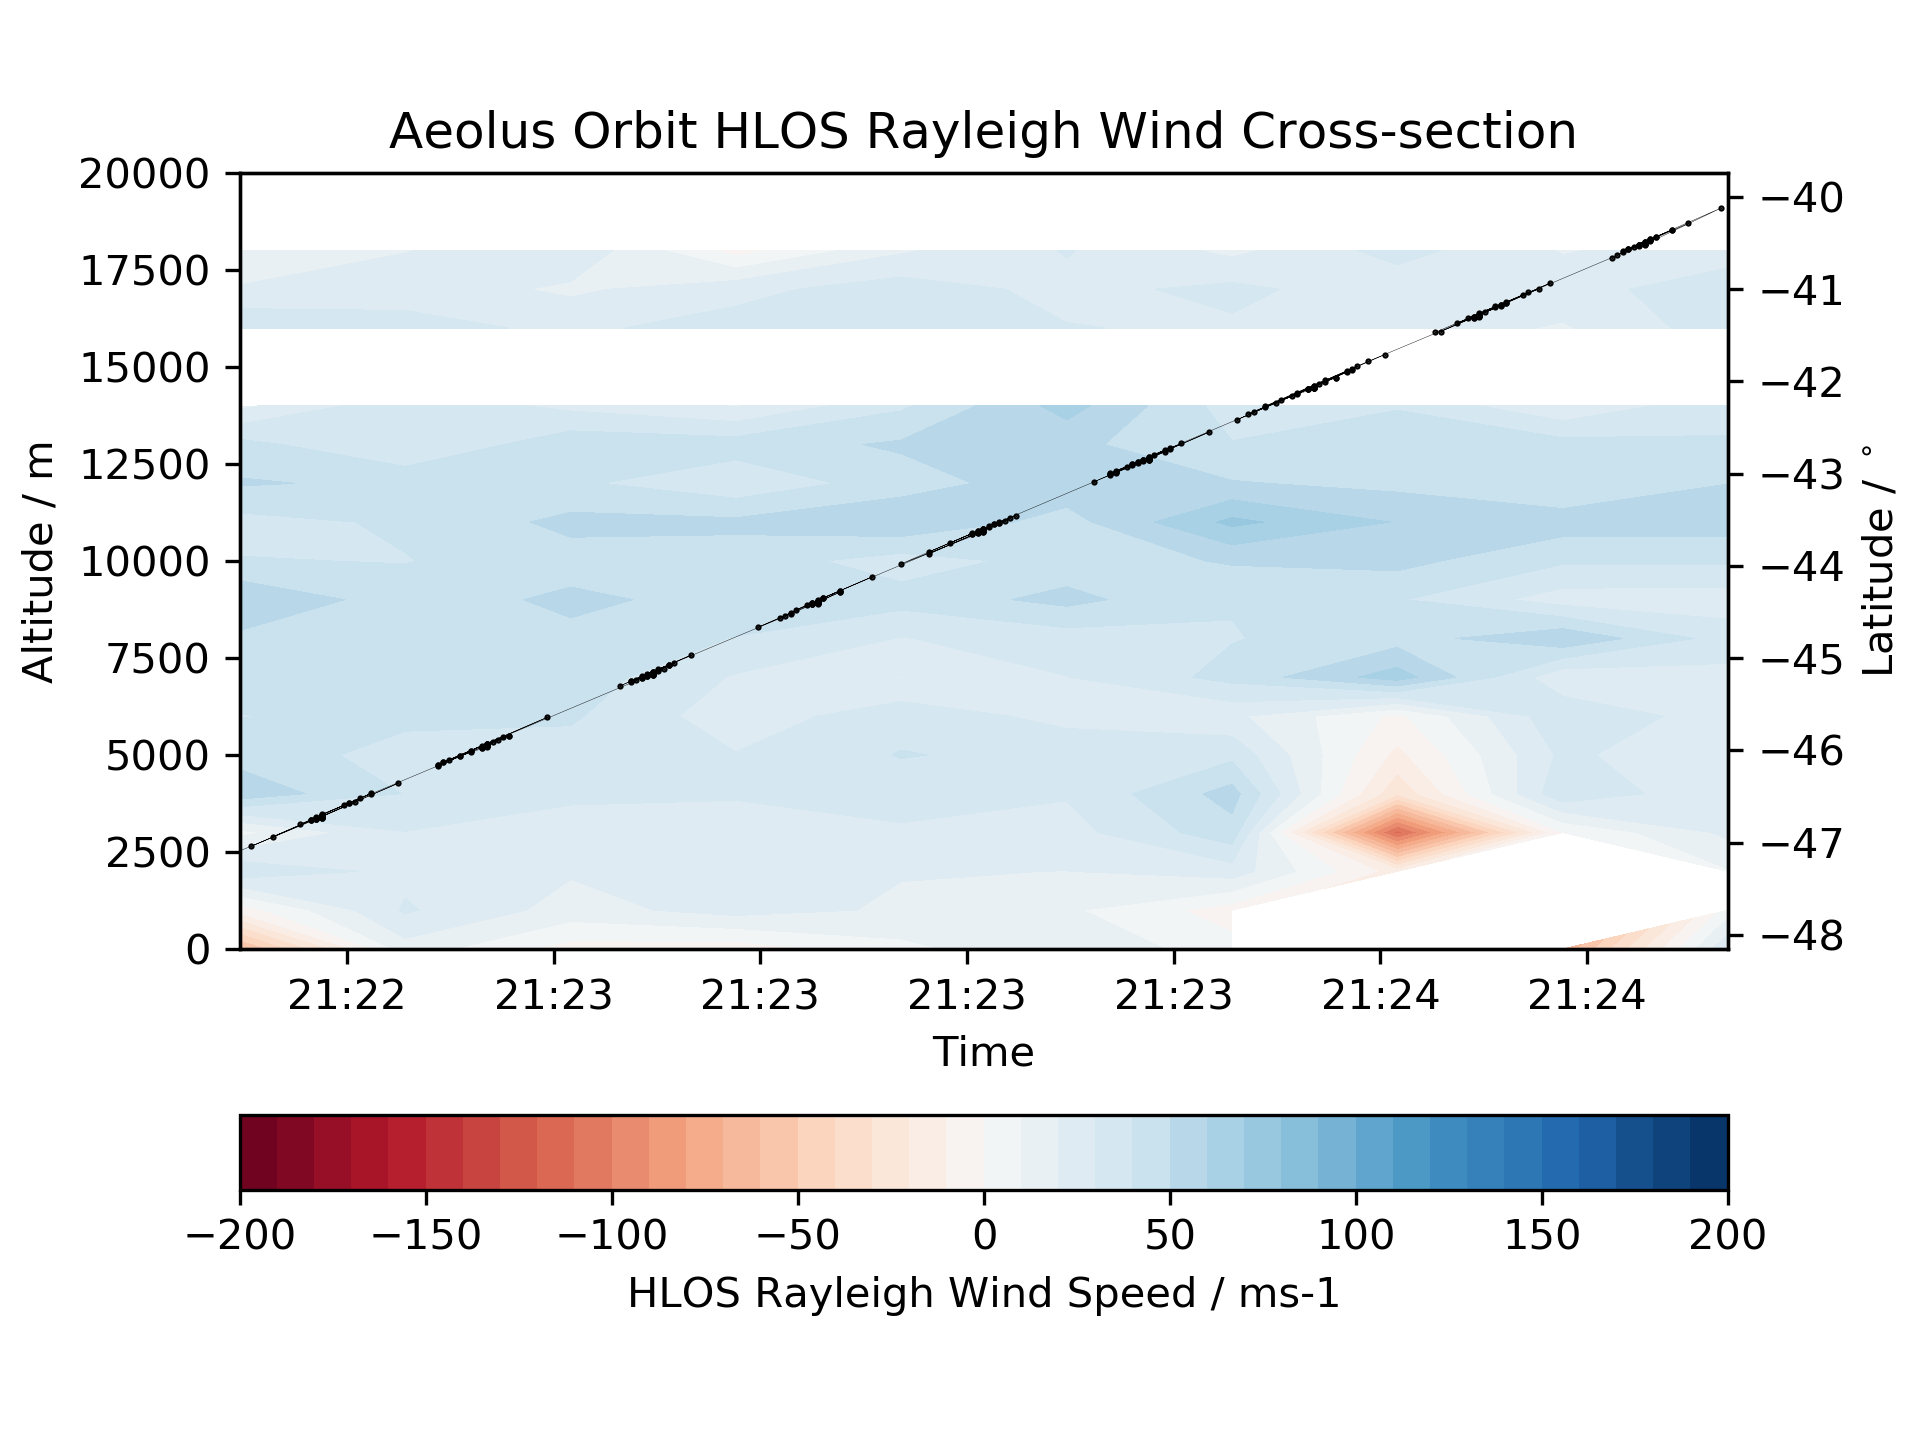 Aeolus Orbit HLOS Rayleigh Wind Cross-section
20000
17500
15000
12500
10000
7500
5000
2500
0
Altitude / m
−40
−41
−42
−43
−44
−45
−46
−47
−48
Latitude / °
21:22 21:23 21:23 21:23 21:23 21:24 21:24
Time
−200 −150 −100 −50 0 50 100 150 200
HLOS Rayleigh Wind Speed / ms-1